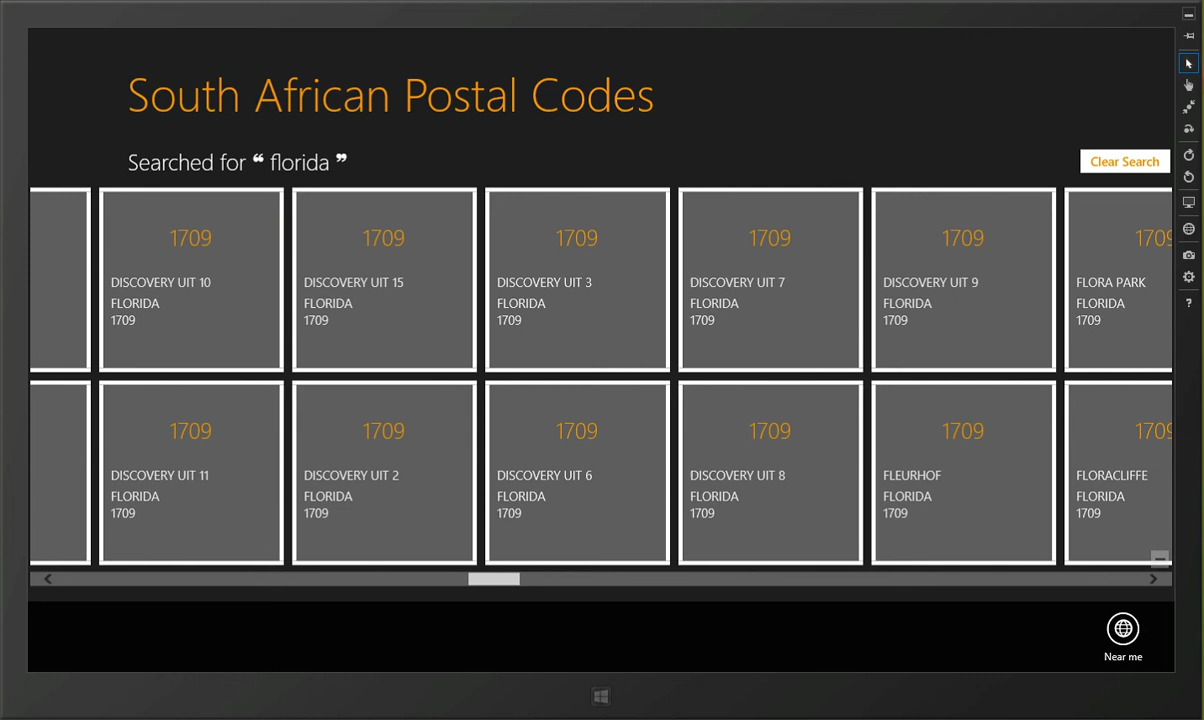 South African Postal Codes
Searched for ❝ florida ❞
Clear Search
1709
DISCOVERY UIT 10
FLORIDA
1709
1709
DISCOVERY UIT 15
FLORIDA
1709
1709
DISCOVERY UIT 3
FLORIDA
1709
1709
DISCOVERY UIT 7
FLORIDA
1709
1709
DISCOVERY UIT 9
FLORIDA
1709
1709
FLORA PARK
FLORIDA
1709
1709
DISCOVERY UIT 11
FLORIDA
1709
1709
DISCOVERY UIT 2
FLORIDA
1709
1709
DISCOVERY UIT 6
FLORIDA
1709
1709
DISCOVERY UIT 8
FLORIDA
1709
1709
FLEURHOF
FLORIDA
1709
1709
FLORACLIFFE
FLORIDA
1709
Near me
?